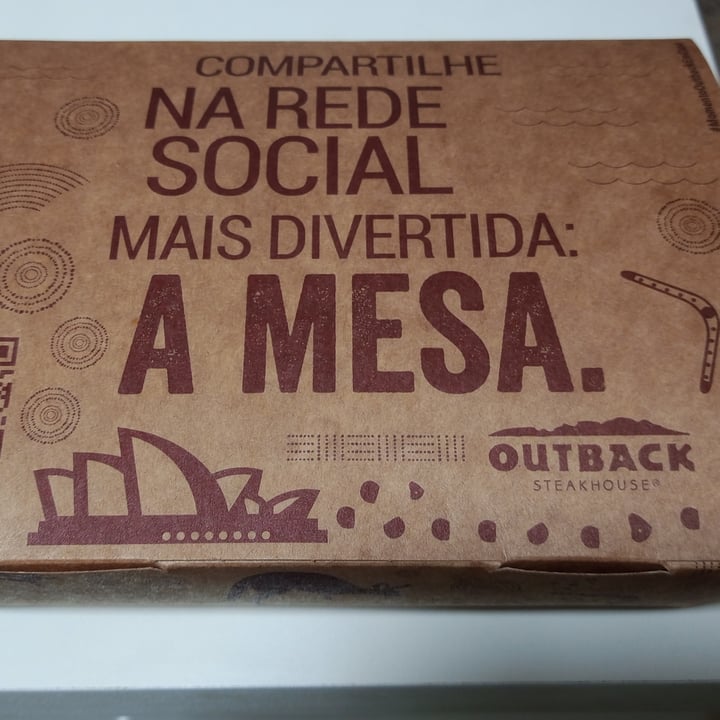 COMPARTILHE
NA REDE
SOCIAL
MAIS DIVERTIDA:
A MESA.
OUTBACK
STEAKHOUSE®